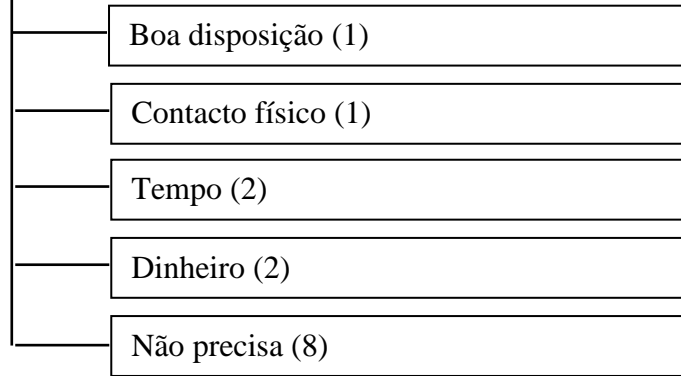 Boa disposição (1)
Contacto físico (1)
Tempo (2)
Dinheiro (2)
Não precisa (8)